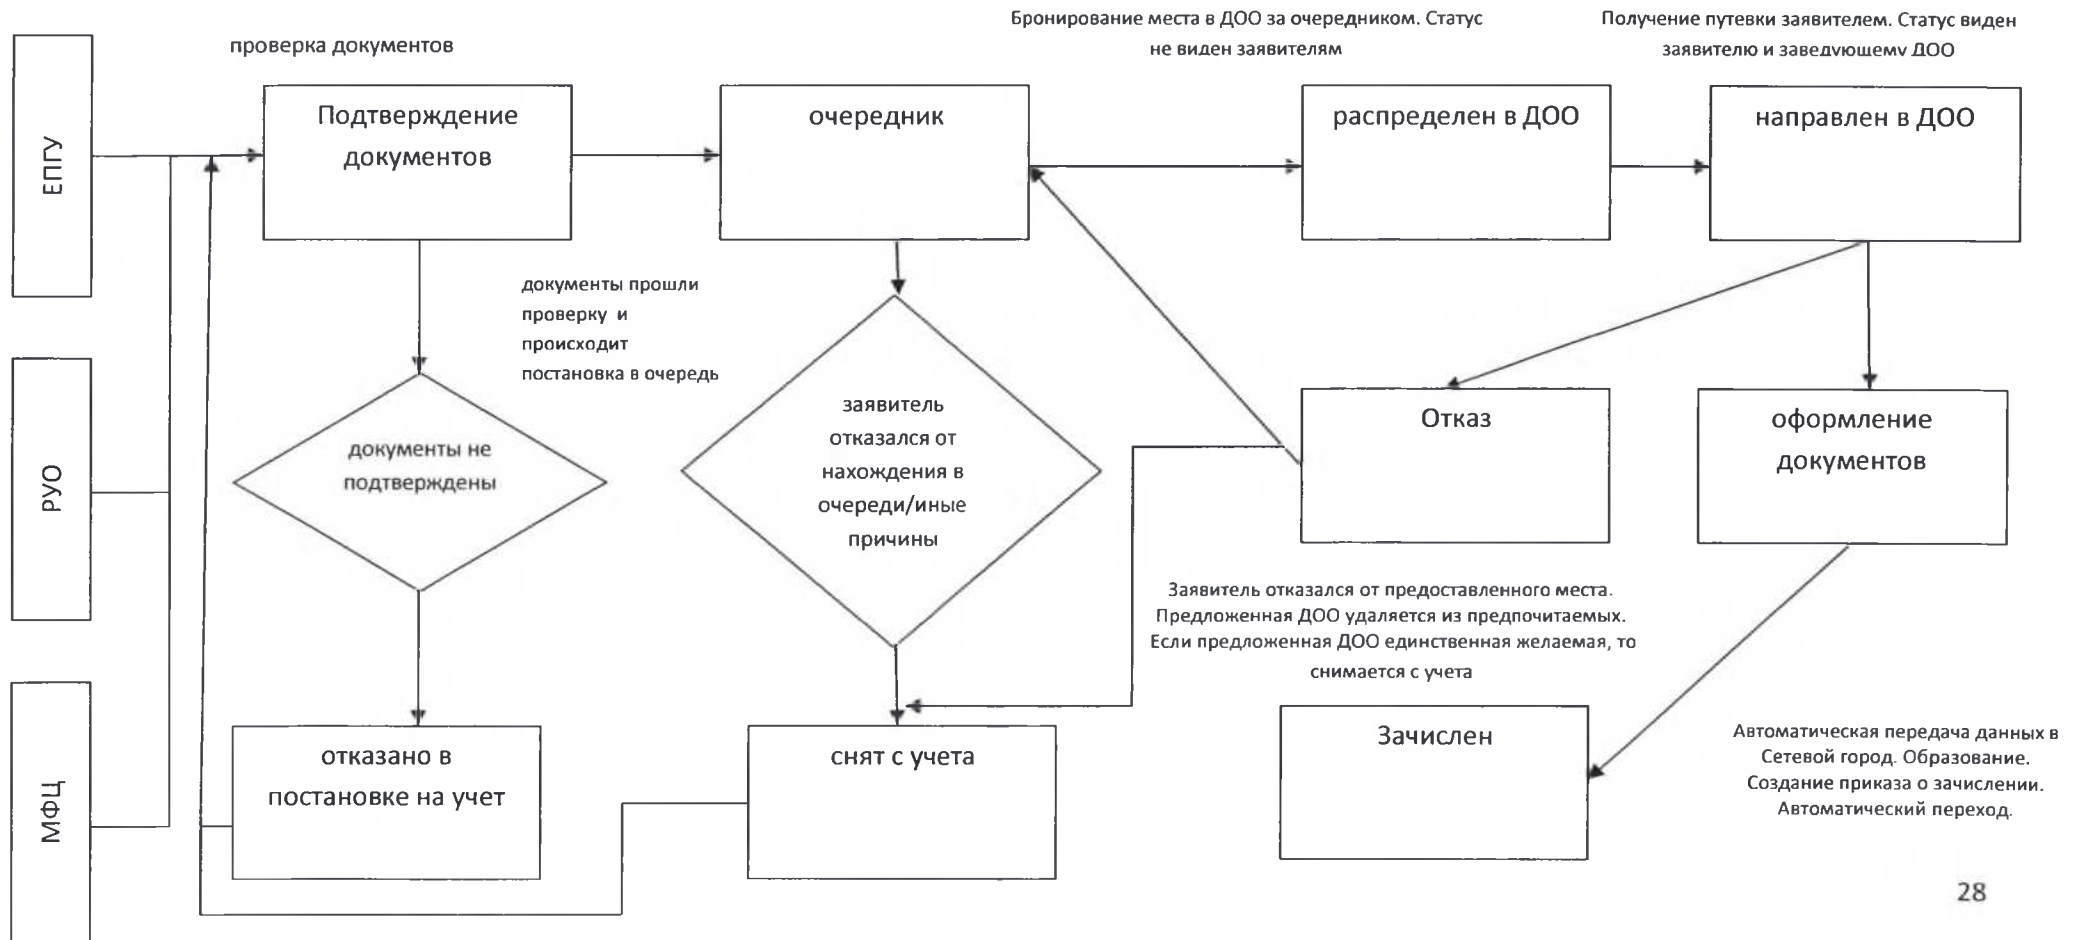 Бронирование места в ДОО за очередником. Статус
не виден заявителям
Получение путевки заявителем. Статус виден
заявителю и заведующему ДОО
проверка документов
ЕПГУ
Подтверждение
документов
очередник
распределен в ДОО
направлен в ДОО
документы прошли
проверку и
происходит
постановка в очередь
РУО
документы не
подтверждены
заявитель
отказался от
нахождения в
очереди/иные
причины
Отказ
оформление
документов
Заявитель отказался от предоставленного места.
Предложенная ДОО удаляется из предпочитаемых.
Если предложенная ДОО единственная желаемая, то
снимается с учета
МФЦ
отказано в
постановке на учет
снят с учета
Зачислен
Автоматическая передача данных в
Сетевой город. Образование.
Создание приказа о зачислении.
Автоматический переход.
28